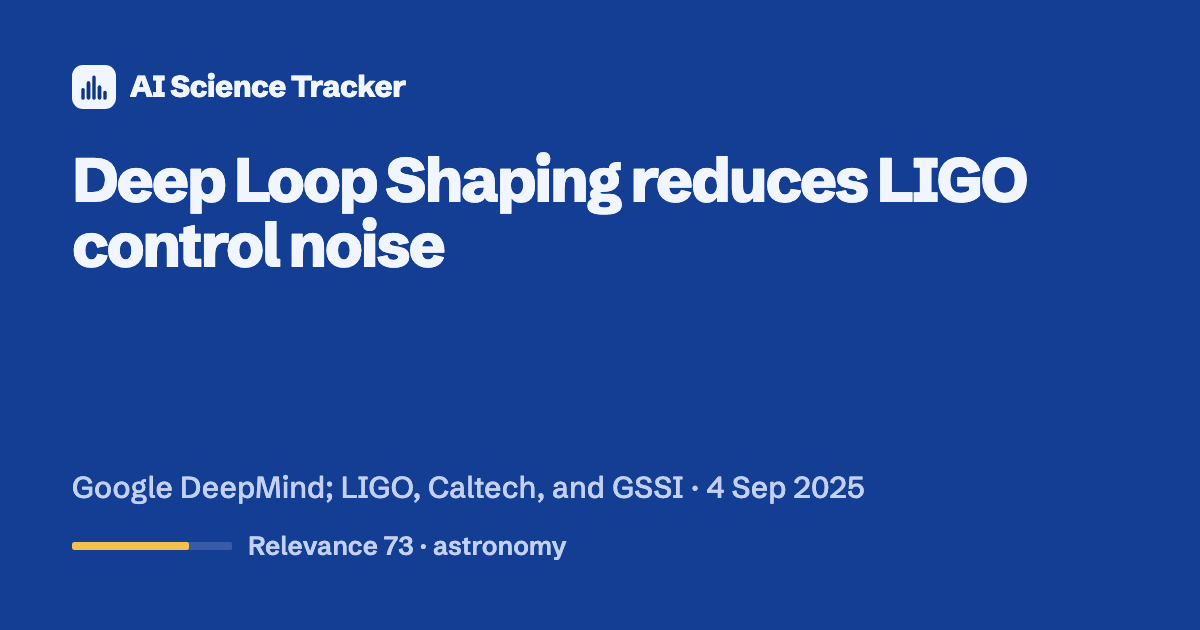 AI Science Tracker
Deep Loop Shaping reduces LIGO
control noise
Google DeepMind; LIGO, Caltech, and GSSI · 4 Sep 2025
Relevance 73 · astronomy